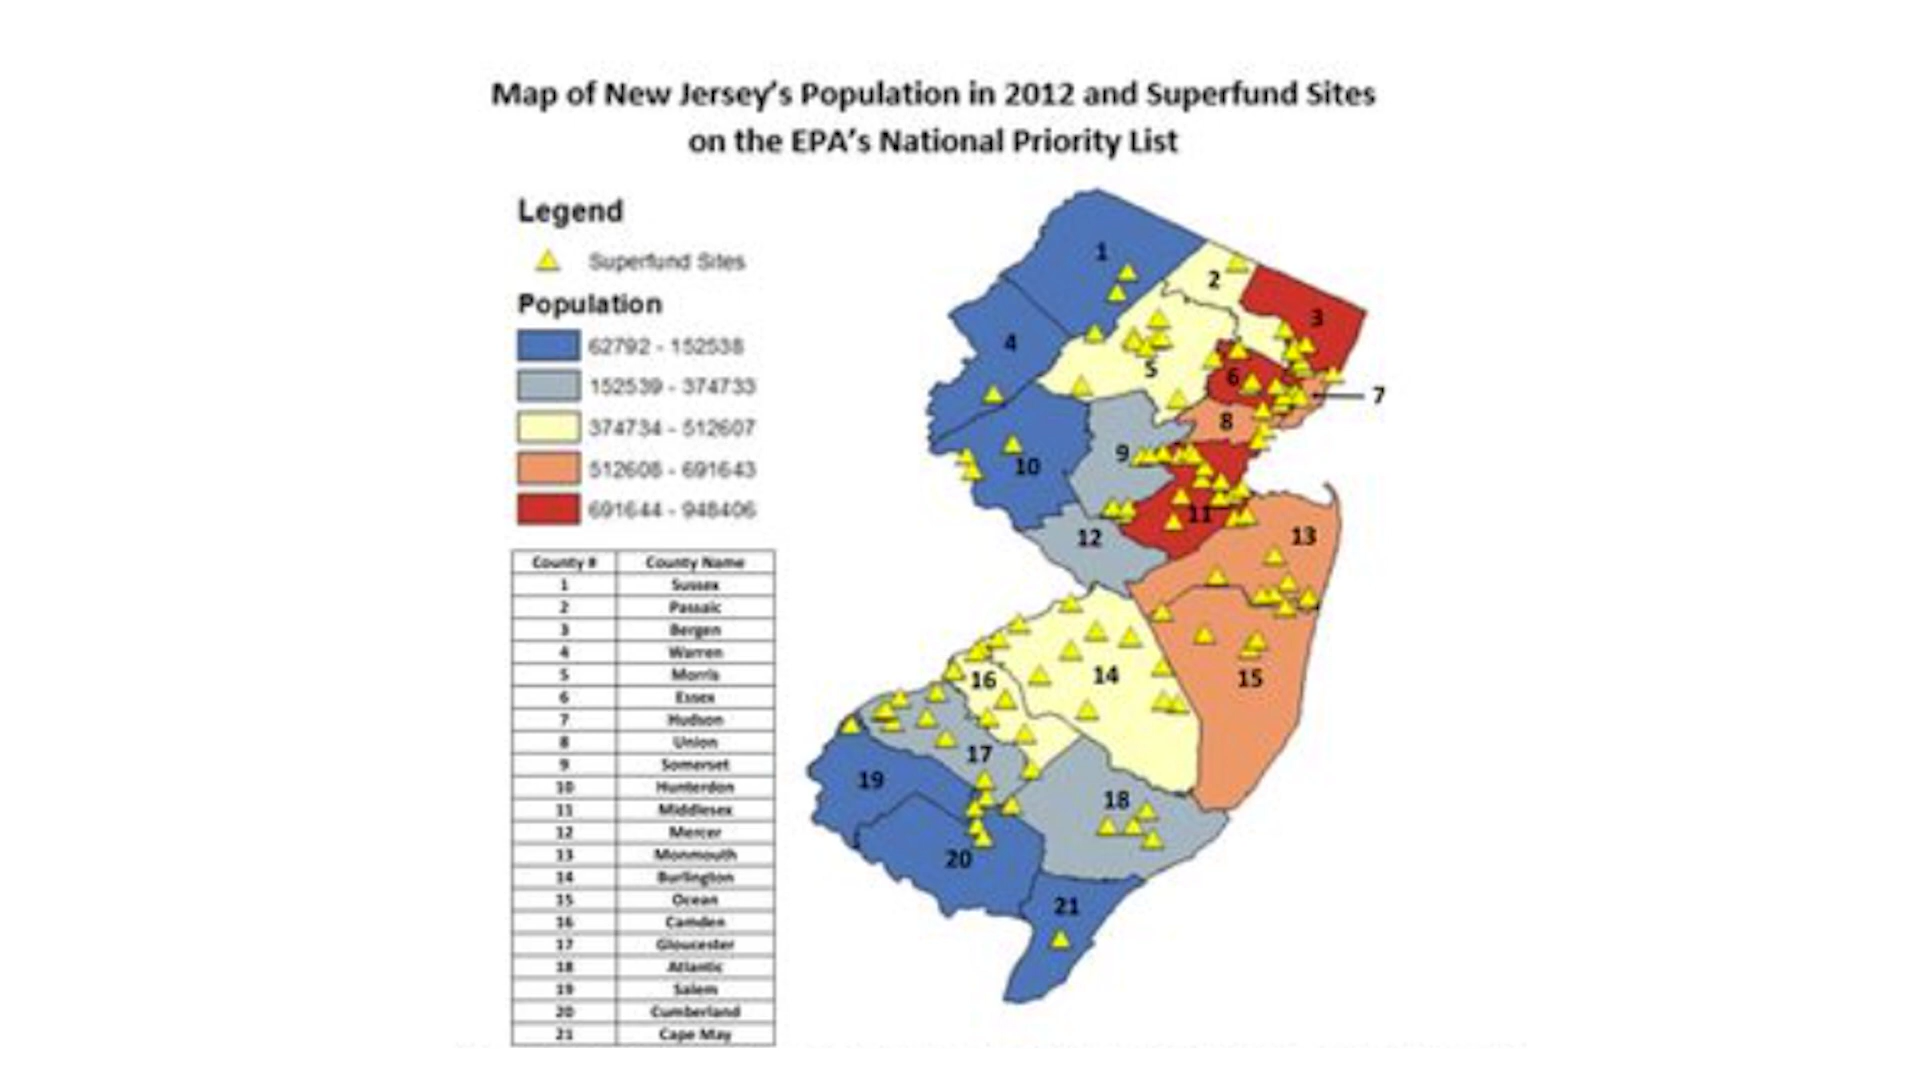 Map of New Jersey's Population in 2012 and Superfund Sites
on the EPA's National Priority List
Legend
Superfund Sites
Population
62792 - 152538
152539 - 374733
374734 - 512607
512608 - 691643
691644 - 948406
County # County Name
1 Sussex
2 Passaic
3 Bergen
4 Warren
5 Morris
6 Essex
7 Hudson
8 Union
9 Somerset
10 Hunterdon
11 Middlesex
12 Mercer
13 Monmouth
14 Burlington
15 Ocean
16 Camden
17 Gloucester
18 Atlantic
19 Salem
20 Cumberland
21 Cape May
1
2
3
4
5
6
7
8
9
10
11
12
13
14
15
16
17
18
19
20
21